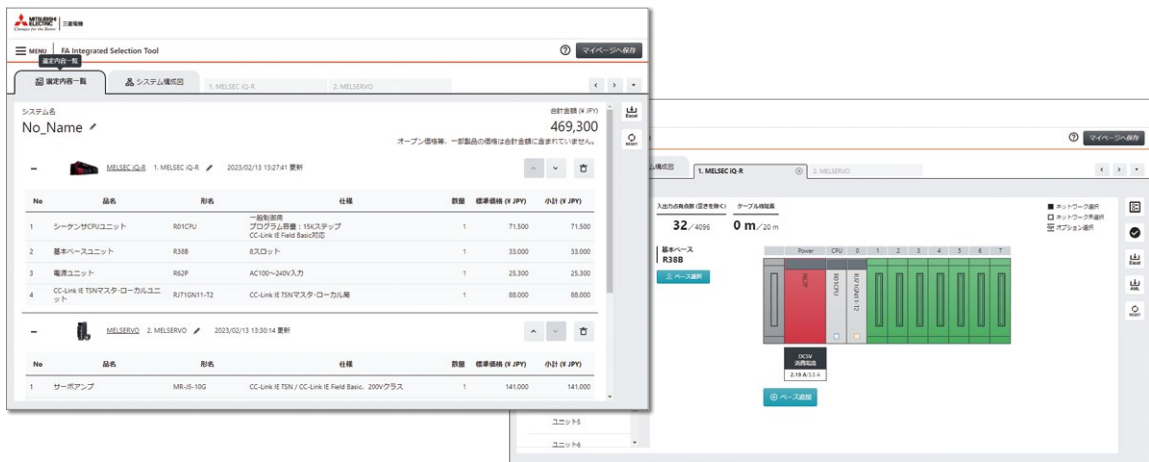 MITSUBISHI ELECTRIC
Changes for the Better
三菱電機
MENU FA Integrated Selection Tool
マイページへ保存
選定内容一覧
選定内容一覧 システム構成図 1. MELSEC iQ-R 2. MELSERVO
システム名 合計金額 (¥ JPY)
No_Name 469,300
オープン価格等、一部製品の価格は合計金額に含まれていません。
Excel
RESET
MELSEC iQ-R 1. MELSEC iQ-R 2023/02/13 13:27:41 更新
No 品名 形名 仕様 数量 標準価格 (¥ JPY) 小計 (¥ JPY)
1 シーケンサCPUユニット R01CPU 一般制御用 1 71,500 71,500
プログラム容量：15Kステップ
CC-Link IE Field Basic対応
2 基本ベースユニット R38B 8スロット 1 33,000 33,000
3 電源ユニット R62P AC100～240V入力 1 25,300 25,300
4 CC-Link IE TSNマスタ・ローカルユニット RJ71GN11-T2 CC-Link IE TSNマスタ・ローカル局 1 88,000 88,000
MELSERVO 2. MELSERVO 2023/02/13 13:30:14 更新
No 品名 形名 仕様 数量 標準価格 (¥ JPY) 小計 (¥ JPY)
1 サーボアンプ MR-J5-10G CC-Link IE TSN / CC-Link IE Field Basic、200Vクラス 1 141,000 141,000
マイページへ保存
ム構成図 1. MELSEC iQ-R 2. MELSERVO
入出力占有点数 (空きを除く) ケーブル総延長
32/4096 0 m/20 m
ネットワーク選択
ネットワーク未選択
オプション選択
基本ベース
R38B
ベース選択
Power CPU 0 1 2 3 4 5 6 7
R62P R01CPU RJ71GN11-T2
DC5V
消費電流
2.19 A/3.5 A
ベース追加
Excel
XML
RESET
ユニット5
ユニット6